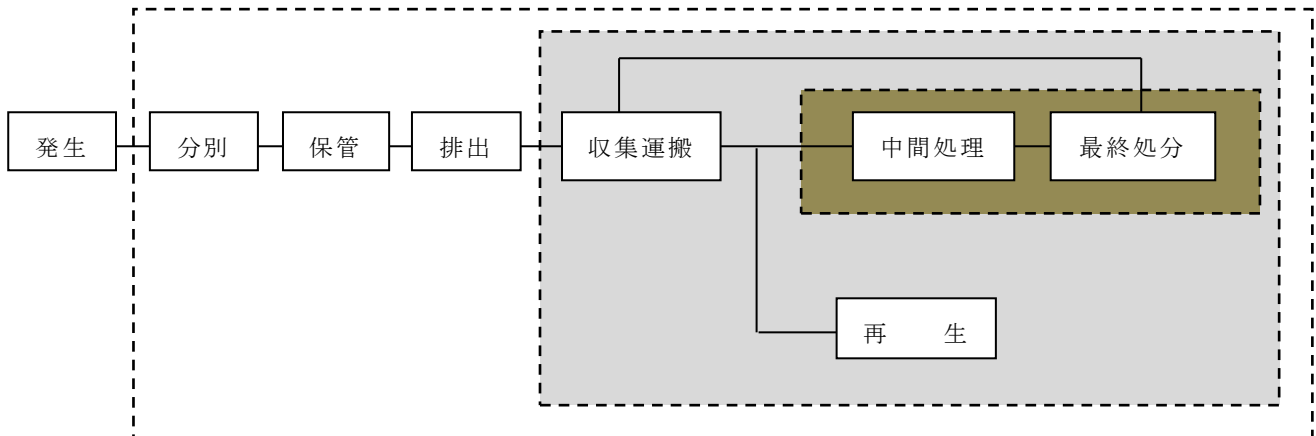 発生
分別
保管
排出
収集運搬
中間処理
最終処分
再　　生